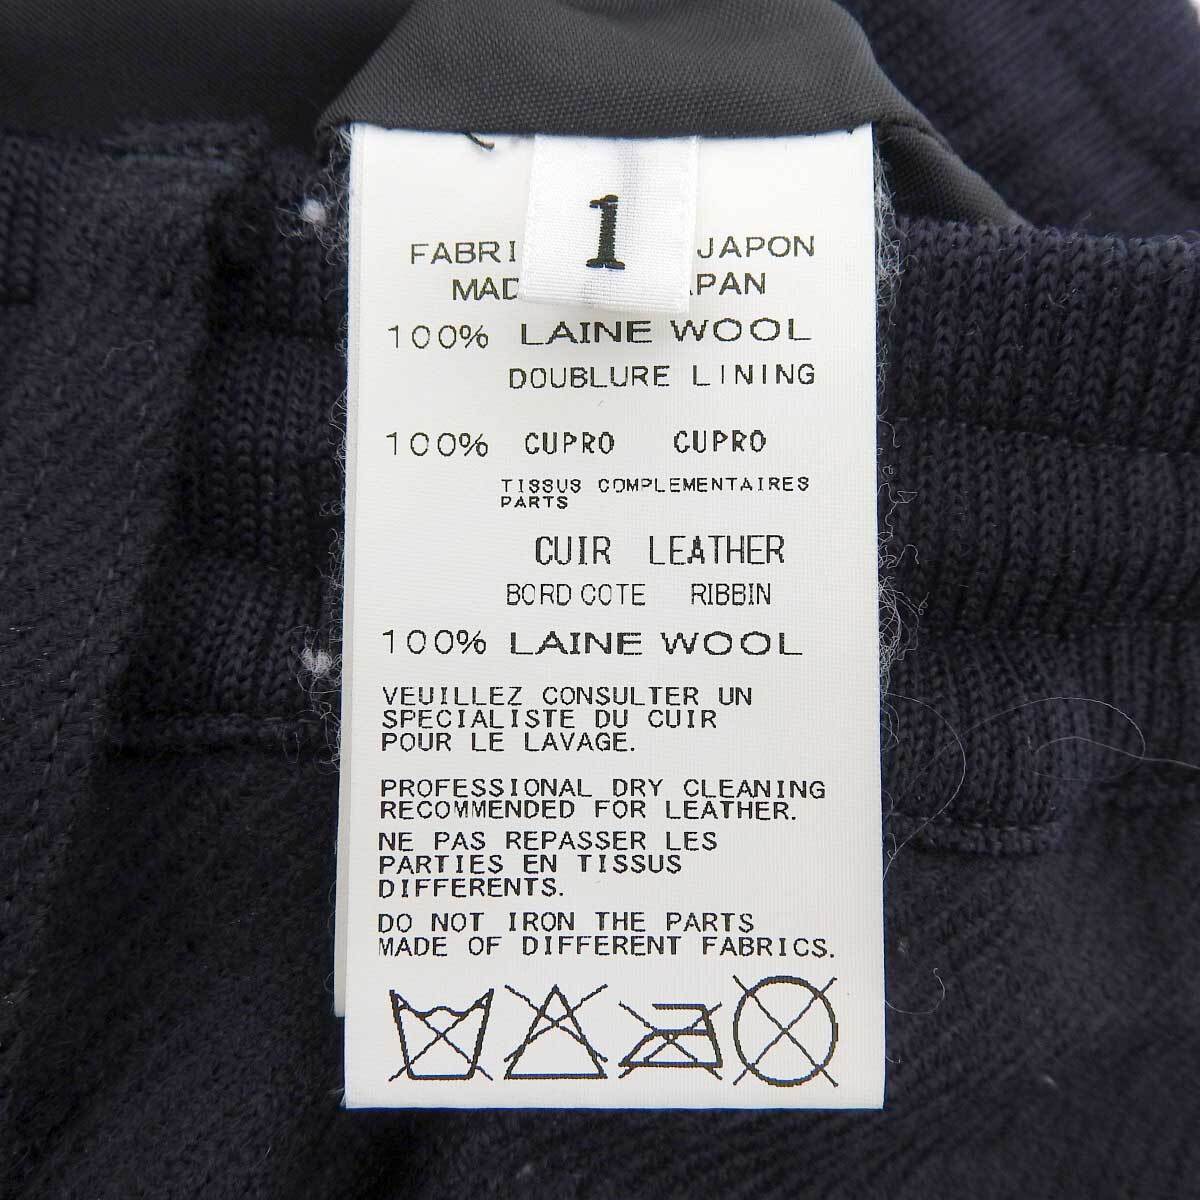 1
FABRI JAPON
MAD PAN
100% LAINE WOOL
DOUBLURE LINING
100% CUPRO CUPRO
TISSUS COMPLEMENTAIRES
PARTS
CUIR LEATHER
BORD COTE RIBBIN
100% LAINE WOOL
VEUILLEZ CONSULTER UN
SPECIALISTE DU CUIR
POUR LE LAVAGE.
PROFESSIONAL DRY CLEANING
RECOMMENDED FOR LEATHER.
NE PAS REPASSER LES
PARTIES EN TISSUS
DIFFERENTS.
DO NOT IRON THE PARTS
MADE OF DIFFERENT FABRICS.